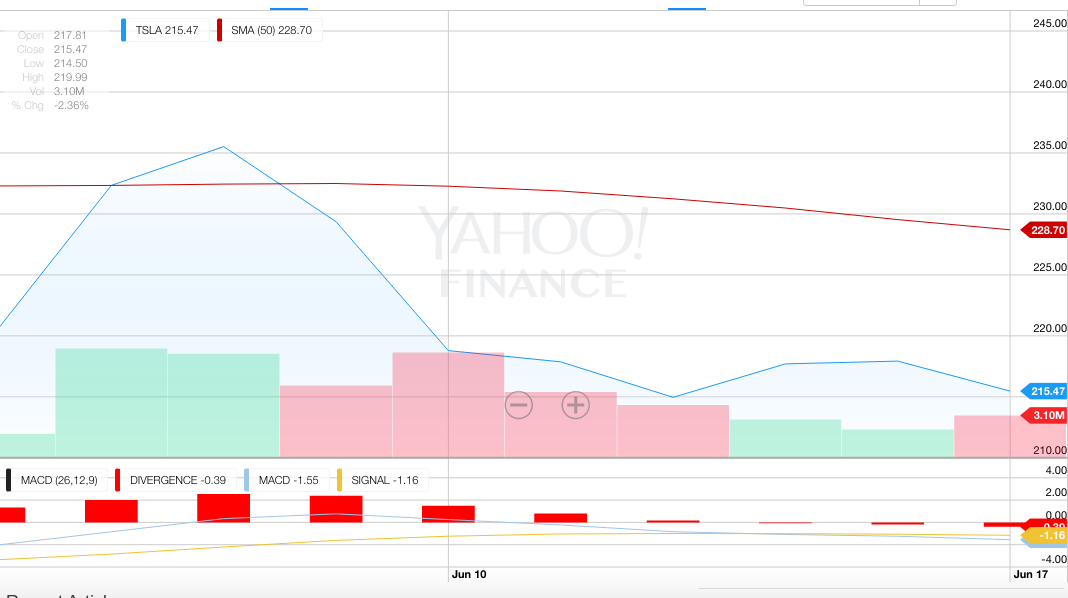 TSLA 215.47 SMA (50) 228.70
Open 217.81
Close 215.47
Low 214.50
High 219.99
Vol 3.10M
% Chg -2.36%
245.00
240.00
235.00
230.00
228.70
225.00
220.00
215.47
3.10M
210.00
YAHOO!
FINANCE
MACD (26,12,9) DIVERGENCE -0.39 MACD -1.55 SIGNAL -1.16
4.00
2.00
0.00
-0.39
-1.16
-4.00
Jun 10 Jun 17